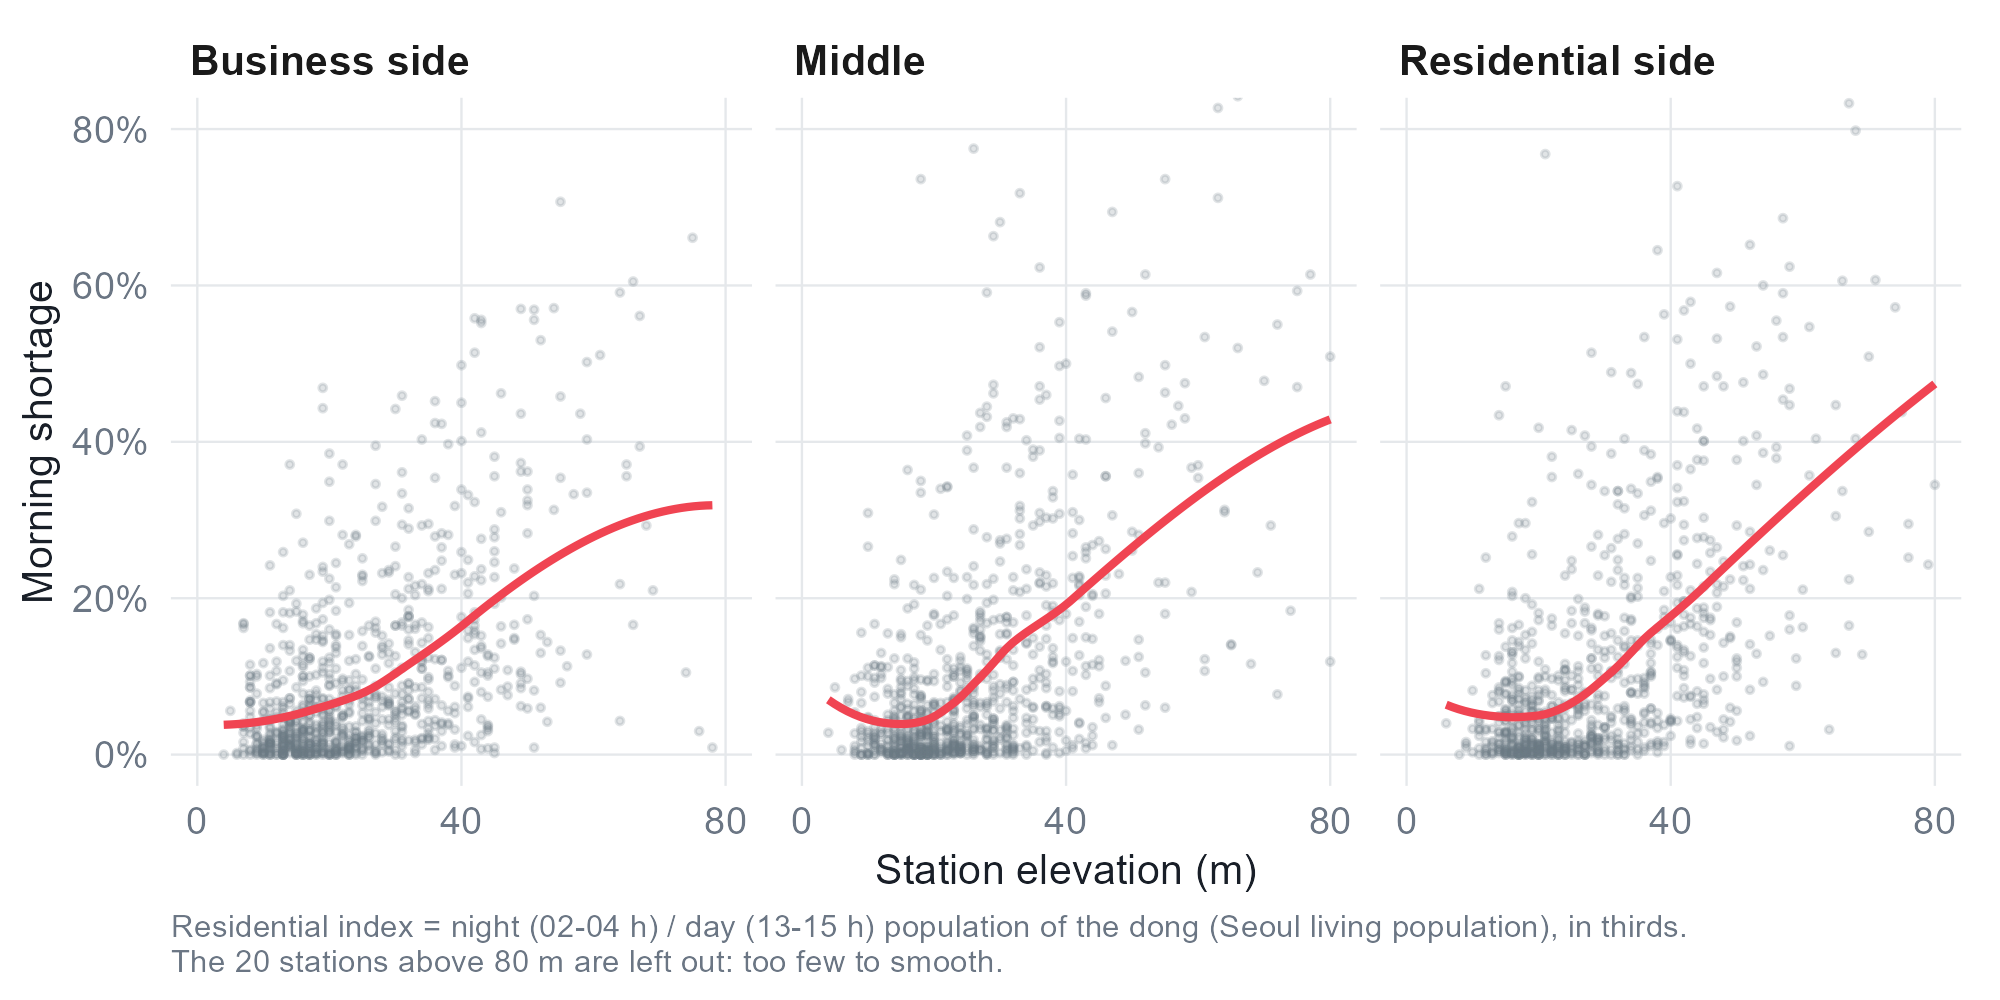 Business side
Middle
Residential side
Morning shortage
80%
60%
40%
20%
0%
0 40 80
0 40 80
0 40 80
Station elevation (m)
Residential index = night (02-04 h) / day (13-15 h) population of the dong (Seoul living population), in thirds.
The 20 stations above 80 m are left out: too few to smooth.